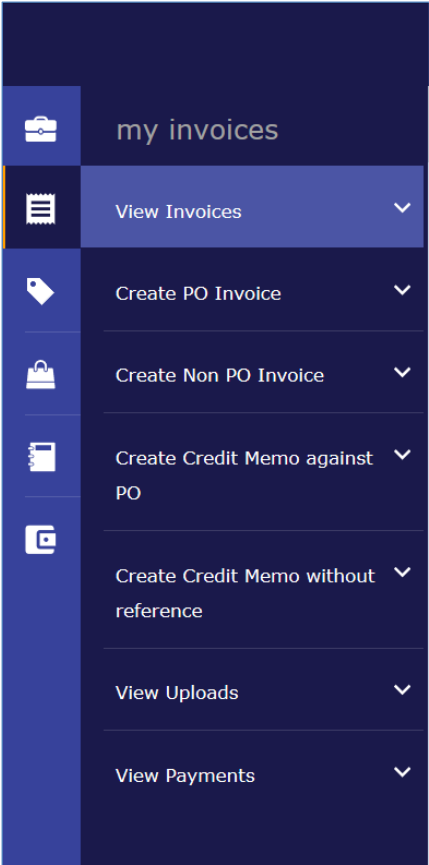 my invoices
View Invoices
Create PO Invoice
Create Non PO Invoice
Create Credit Memo against
PO
Create Credit Memo without
reference
View Uploads
View Payments